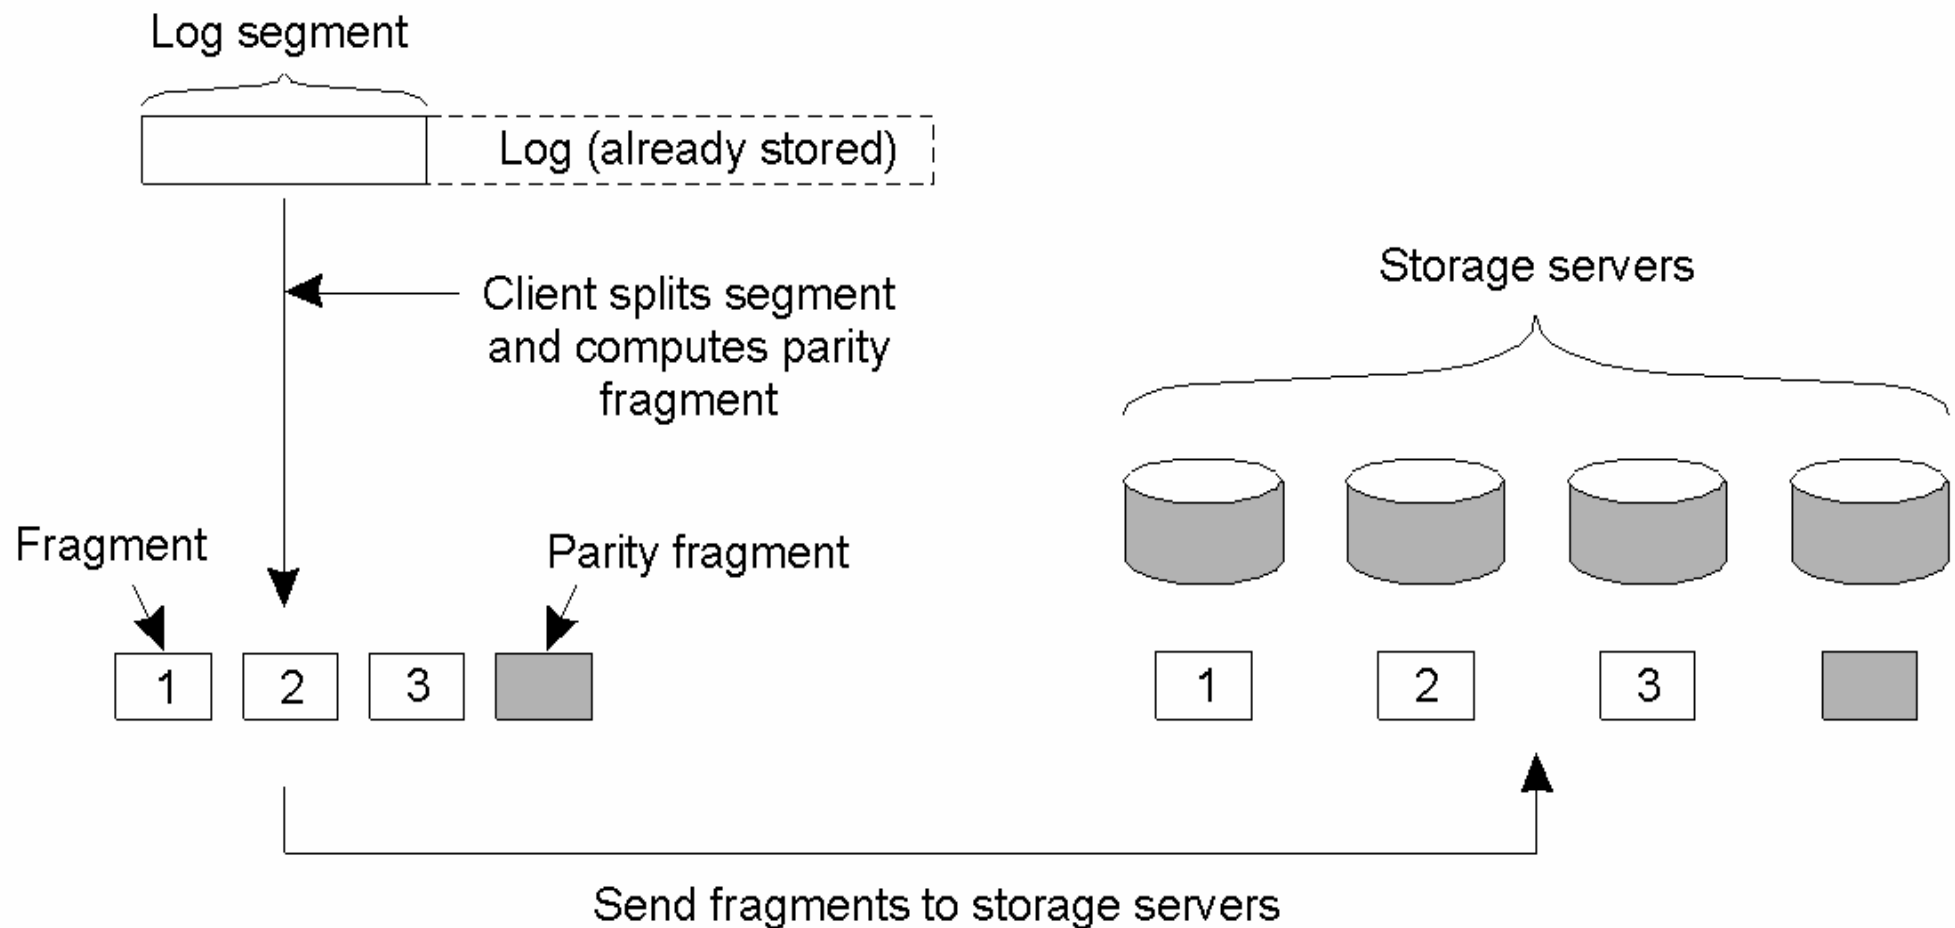 Log segment
Log (already stored)
Client splits segment
and computes parity
fragment
Storage servers
Fragment
Parity fragment
1
2
3
1
2
3
Send fragments to storage servers